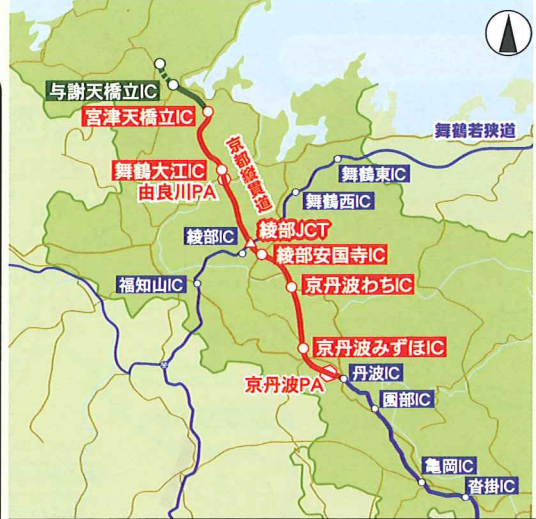 与謝天橋立IC
宮津天橋立IC
舞鶴若狭道
京都縦貫道
舞鶴大江IC
舞鶴東IC
由良川PA
舞鶴西IC
綾部JCT
綾部IC
綾部安国寺IC
福知山IC
京丹波わちIC
京丹波みずほIC
丹波IC
京丹波PA
園部IC
亀岡IC
沓掛IC